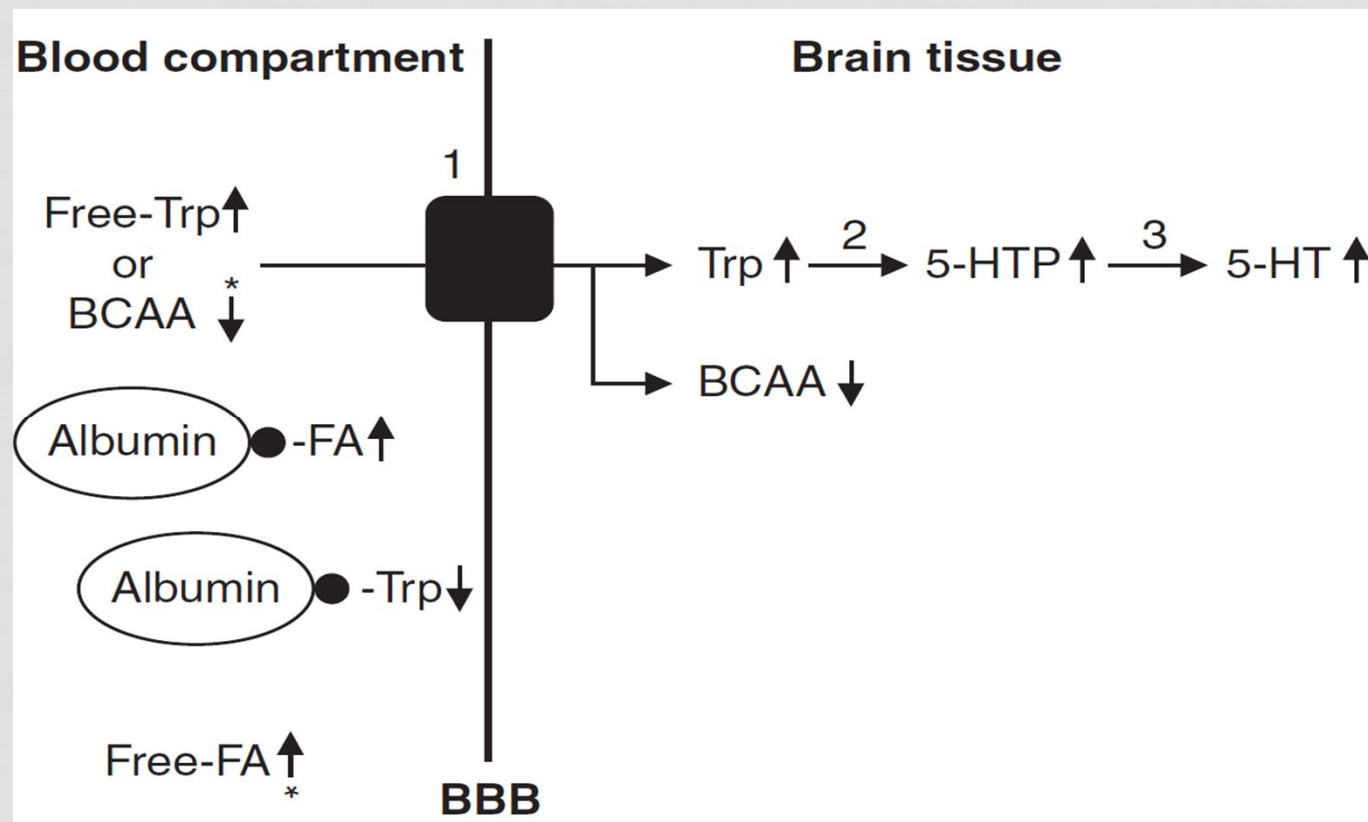 Blood compartment
Brain tissue
1
Free-Trp↑
or
*
BCAA ↓
Trp ↑ 2 5-HTP ↑ 3 5-HT ↑
BCAA ↓
Albumin -FA↑
Albumin -Trp↓
Free-FA↑
*
BBB